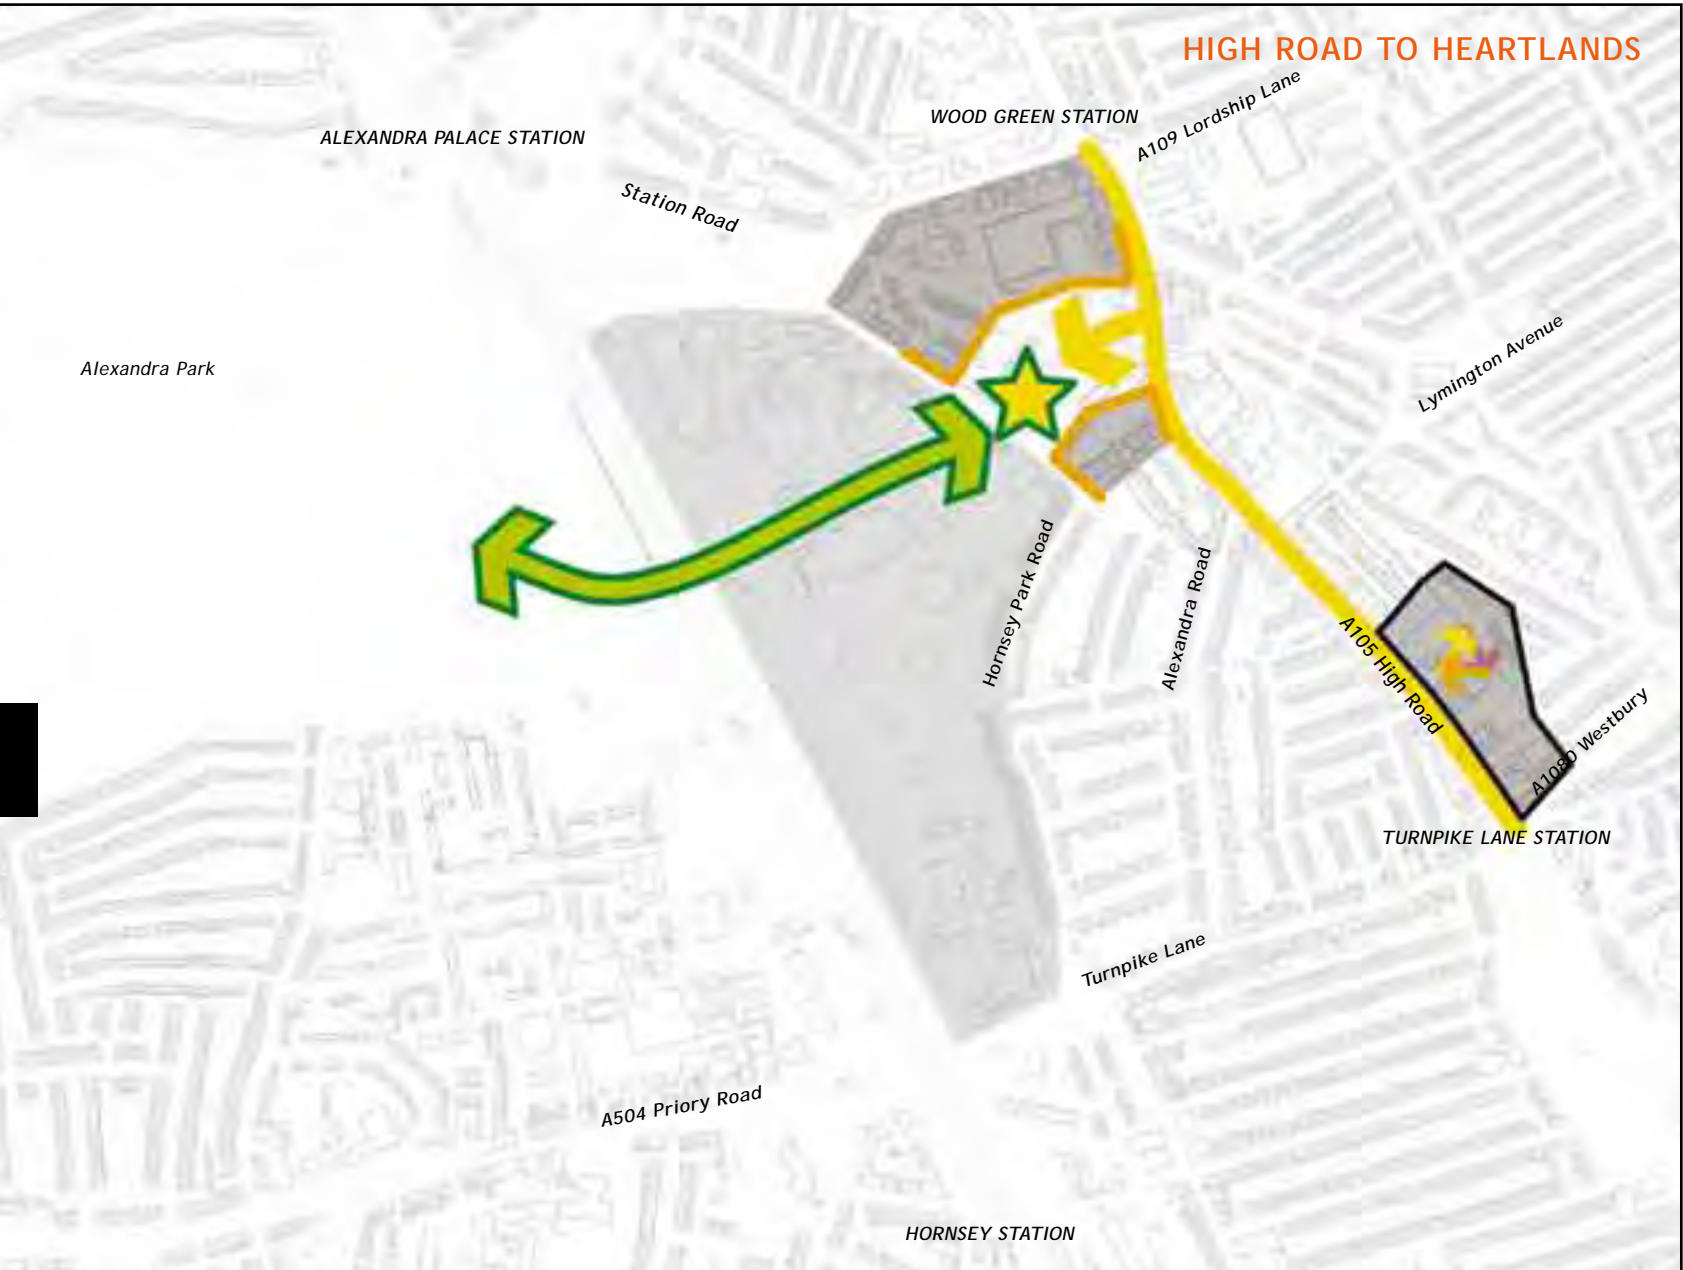 HIGH ROAD TO HEARTLANDS
WOOD GREEN STATION
A109 Lordship Lane
ALEXANDRA PALACE STATION
Station Road
Alexandra Park
Lymington Avenue
Hornsey Park Road
Alexandra Road
A105 High Road
A1080 Westbury
TURNPIKE LANE STATION
Turnpike Lane
A504 Priory Road
HORNSEY STATION